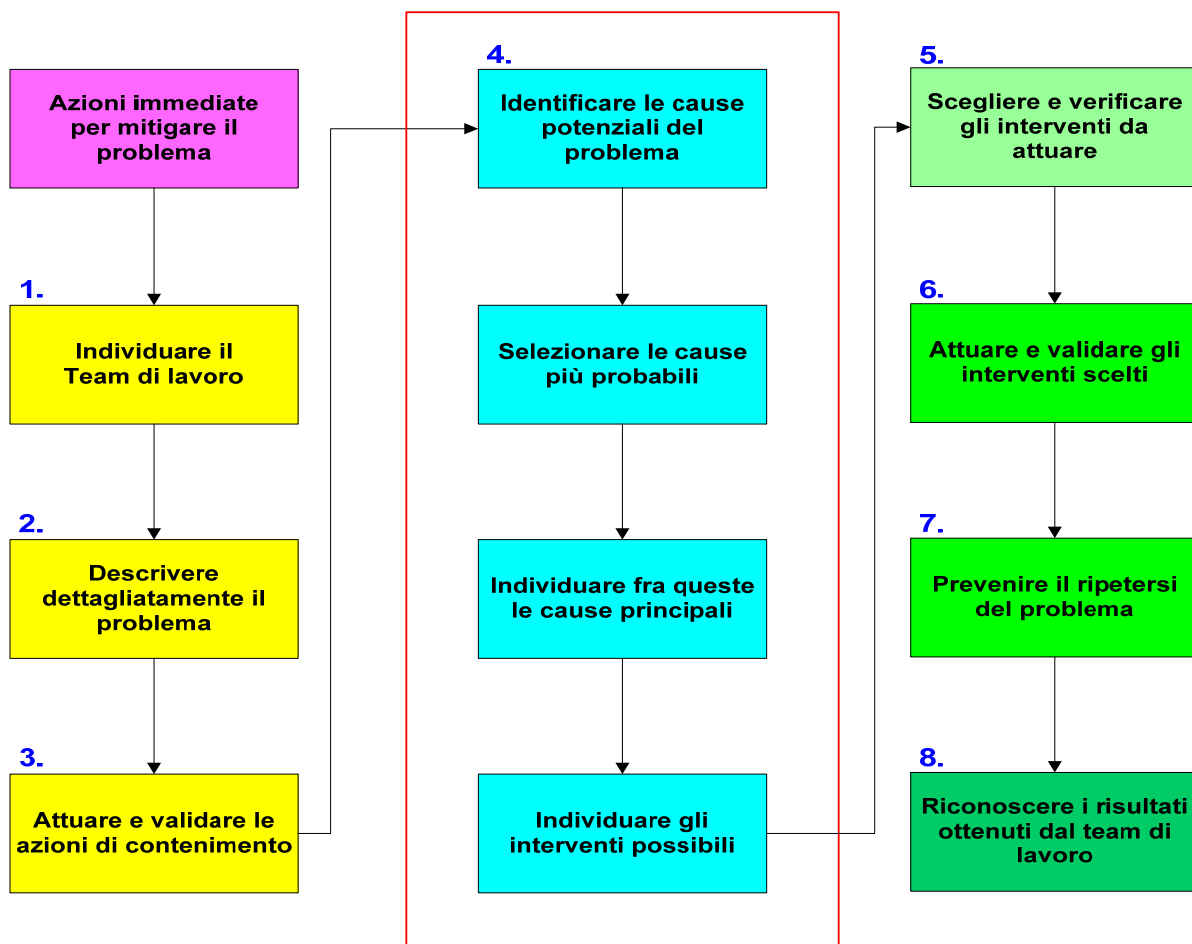 Azioni immediate
per mitigare il
problema
1.
Individuare il
Team di lavoro
2.
Descrivere
dettagliatamente il
problema
3.
Attuare e validare le
azioni di contenimento
4.
Identificare le cause
potenziali del
problema
Selezionare le cause
più probabili
Individuare fra queste
le cause principali
Individuare gli
interventi possibili
5.
Scegliere e verificare
gli interventi da
attuare
6.
Attuare e validare gli
interventi scelti
7.
Prevenire il ripetersi
del problema
8.
Riconoscere i risultati
ottenuti dal team di
lavoro